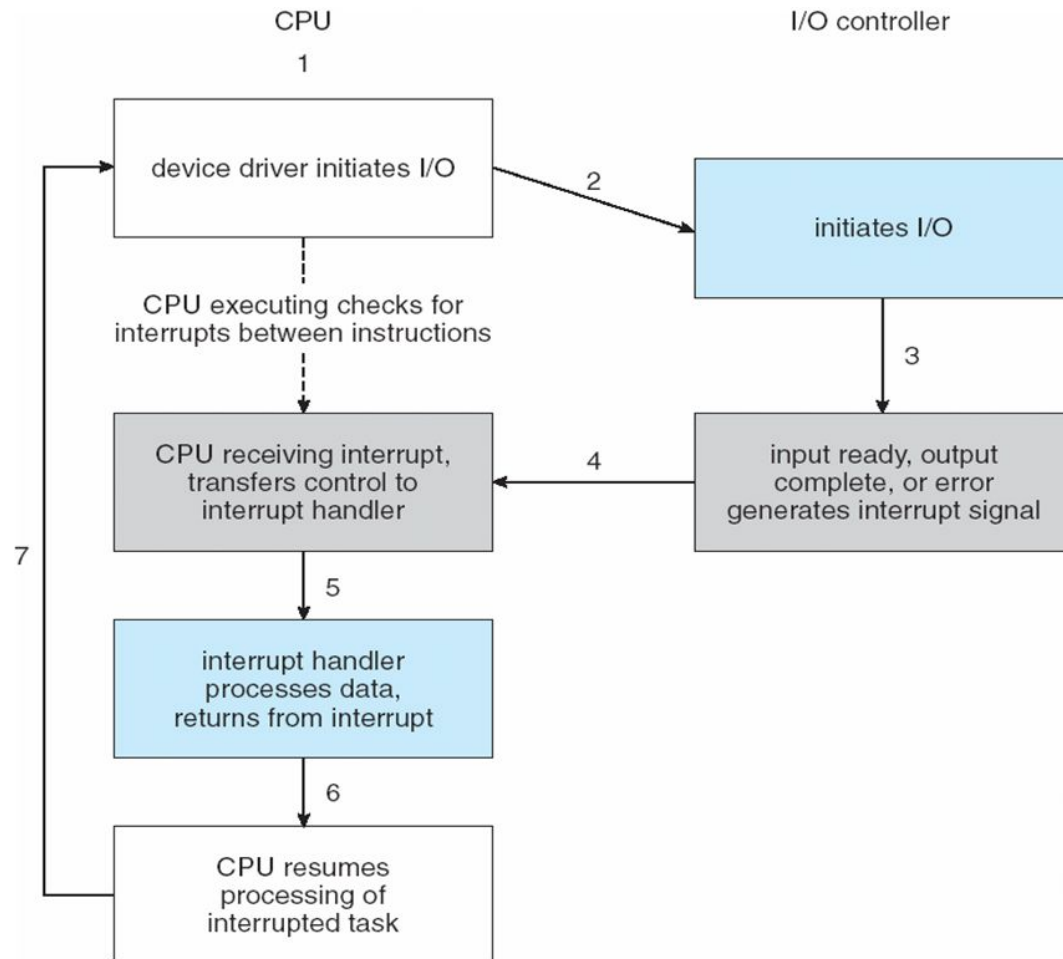 CPU
I/O controller
1
device driver initiates I/O
2
initiates I/O
CPU executing checks for
interrupts between instructions
3
CPU receiving interrupt,
transfers control to
interrupt handler
4
input ready, output
complete, or error
generates interrupt signal
7
5
interrupt handler
processes data,
returns from interrupt
6
CPU resumes
processing of
interrupted task